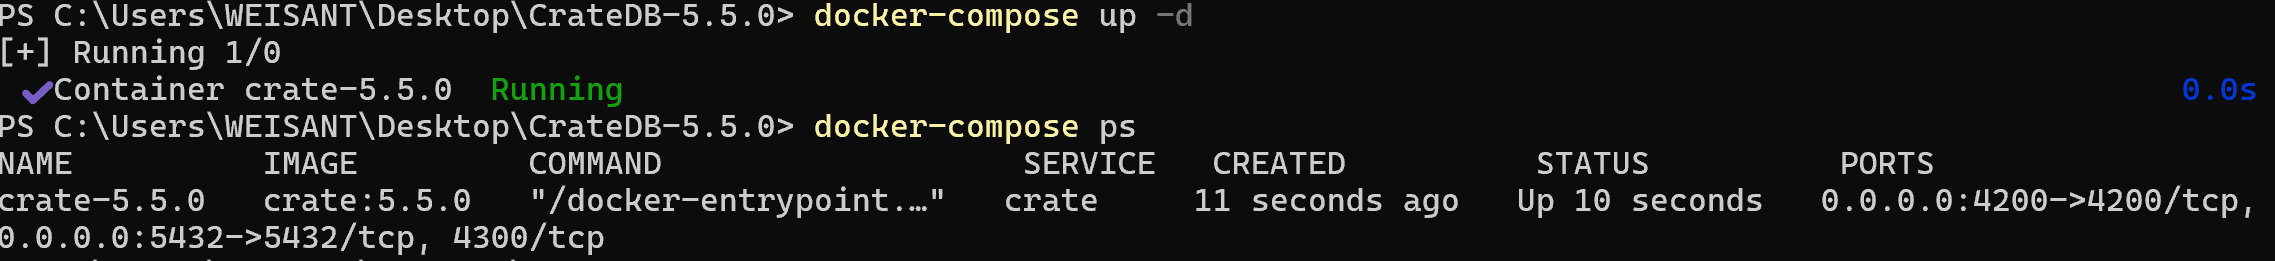 PS C:\Users\WEISANT\Desktop\CrateDB-5.5.0> docker-compose up -d
[+] Running 1/0
✔Container crate-5.5.0  Running 0.0s
PS C:\Users\WEISANT\Desktop\CrateDB-5.5.0> docker-compose ps
NAME          IMAGE         COMMAND                   SERVICE   CREATED          STATUS          PORTS
crate-5.5.0   crate:5.5.0   "/docker-entrypoint.…"   crate     11 seconds ago   Up 10 seconds   0.0.0.0:4200->4200/tcp,
0.0.0.0:5432->5432/tcp, 4300/tcp